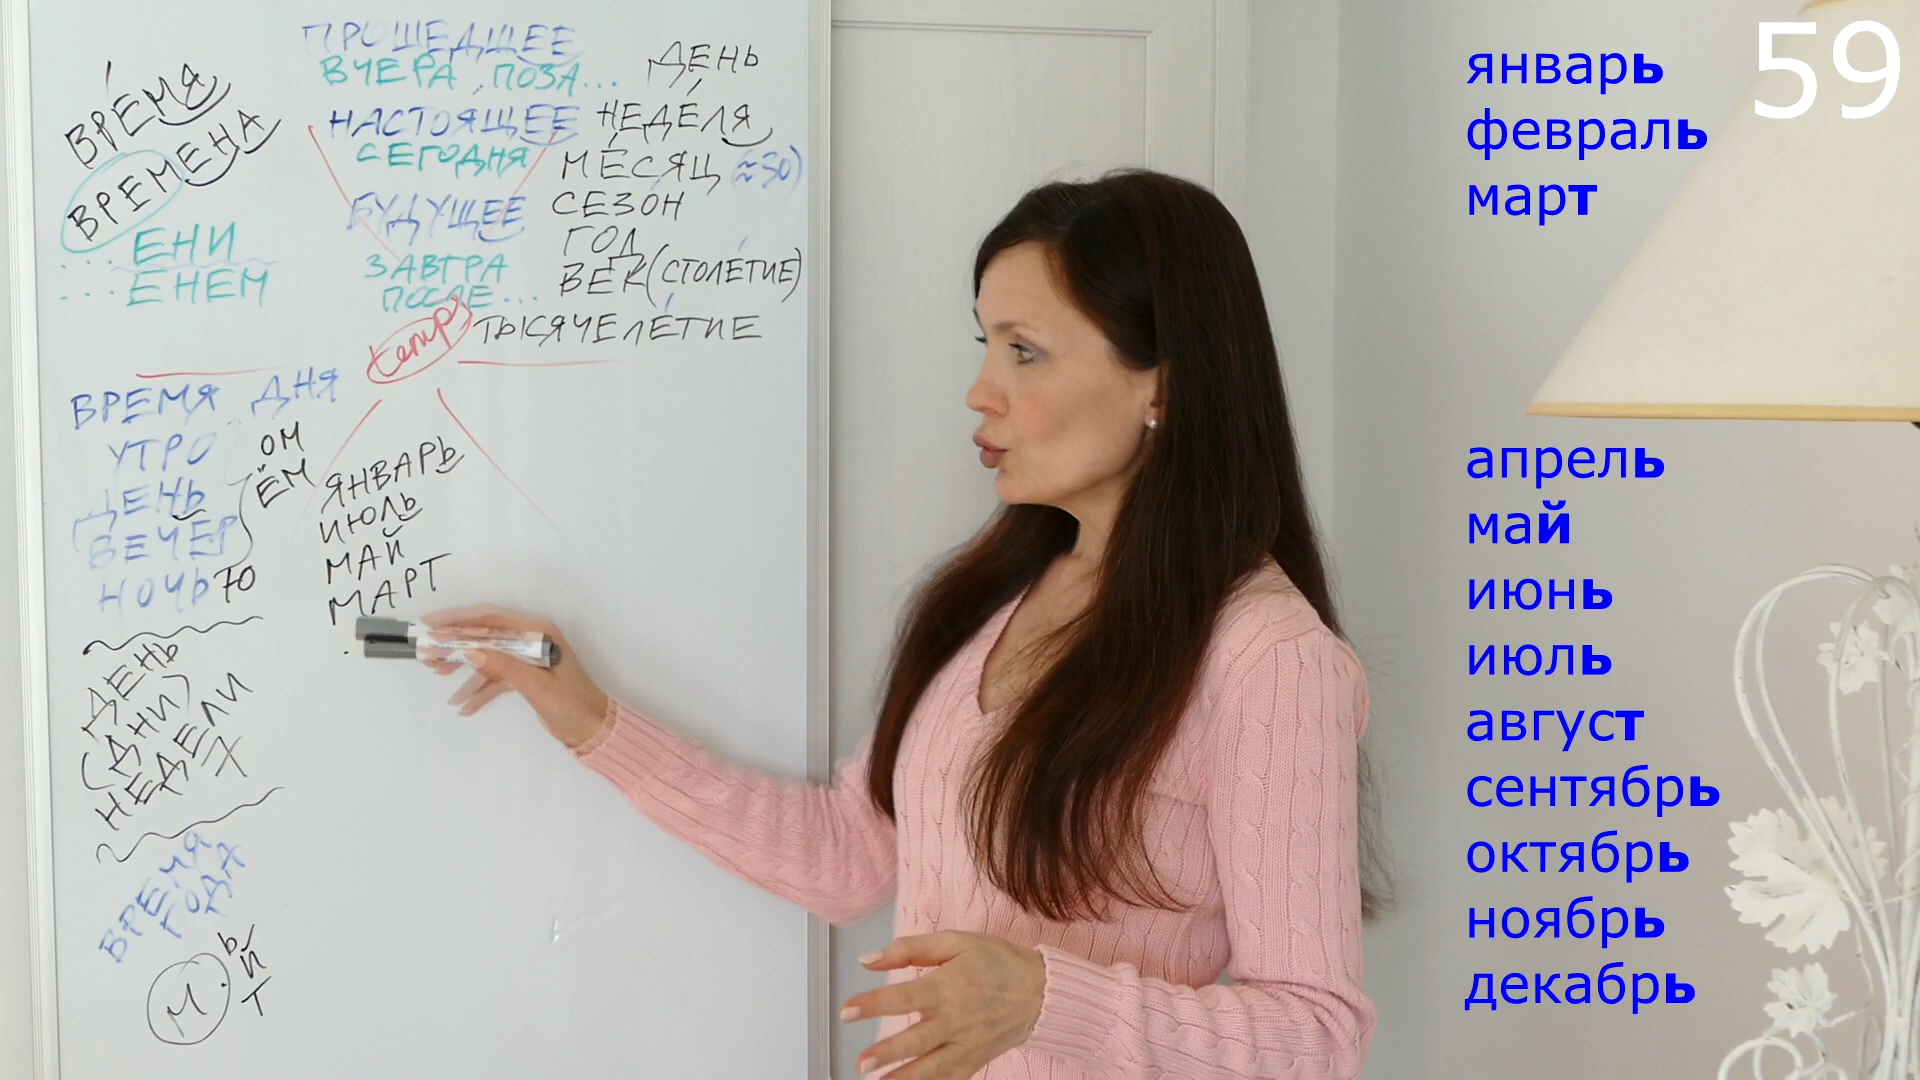 ВРЕМЯ
ВРЕМЕНА
... ЕНИ
... ЕНЕМ
ПРОШЕДШЕЕ
ВЧЕРА, ПОЗА...
НАСТОЯЩЕЕ
СЕГОДНЯ
БУДУЩЕЕ
ЗАВТРА
ПОСЛЕ...
ДЕНЬ
НЕДЕЛЯ
МЕСЯЦ (≈30)
СЕЗОН
ГОД
ВЕК (СТОЛЕТИЕ)
ТЫСЯЧЕЛЕТИЕ
ВРЕМЯ ДНЯ
УТРО
ДЕНЬ
ВЕЧЕР
ОМ
ЁМ
НОЧЬЮ
ДЕНЬ
(ДНИ)
НЕДЕЛИ
7
ВРЕМЯ
ГОДА
М.
Ь
Й
Т
ЯНВАРЬ
ИЮЛЬ
МАЙ
МАРТ
59
январь
февраль
март
апрель
май
июнь
июль
август
сентябрь
октябрь
ноябрь
декабрь